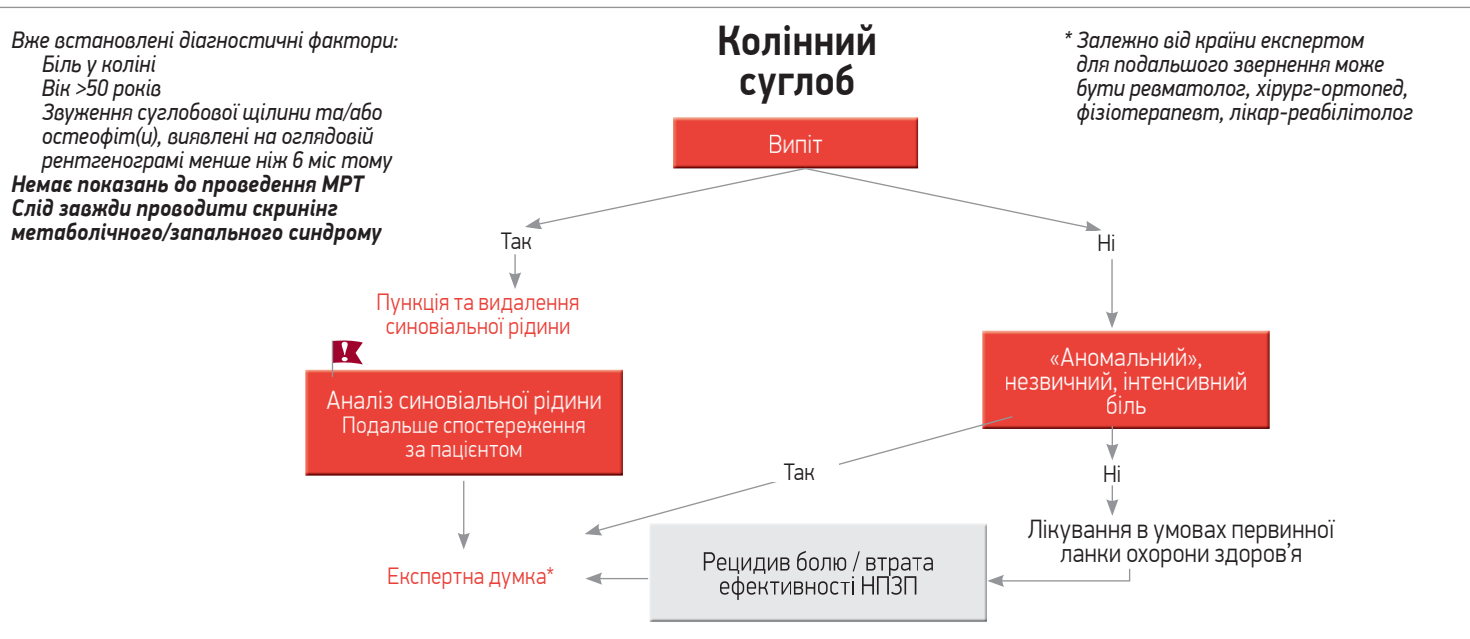 Вже встановлені діагностичні фактори:
Біль у коліні
Вік >50 років
Звуження суглобової щілини та/або
остеофіт(и), виявлені на оглядовій
рентгенограмі менше ніж 6 міс тому
Немає показань до проведення МРТ
Слід завжди проводити скринінг
метаболічного/запального синдрому
Колінний
суглоб
* Залежно від країни експертом
для подальшого звернення може
бути ревматолог, хірург-ортопед,
фізіотерапевт, лікар-реабілітолог
Випіт
Так
Ні
Пункція та видалення
синовіальної рідини
!
Аналіз синовіальної рідини
Подальше спостереження
за пацієнтом
«Аномальний»,
незвичний, інтенсивний
біль
Так
Ні
Лікування в умовах первинної
ланки охорони здоров’я
Рецидив болю / втрата
ефективності НПЗП
Експертна думка*